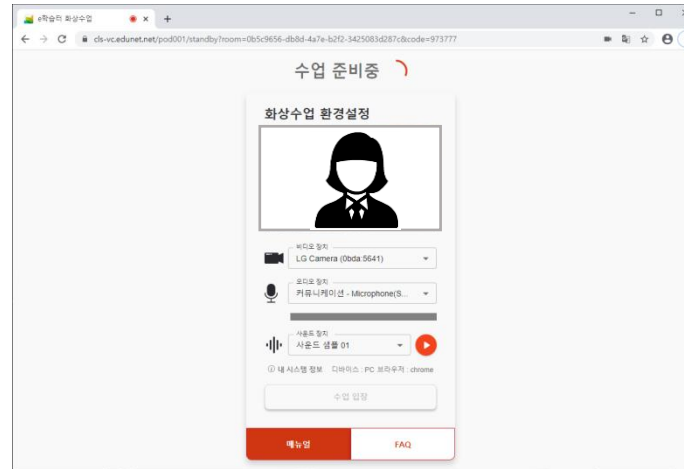 e학습터 화상수업
cls-vc.edunet.net/pod001/standby?room=0b5c9656-db8d-4a7e-b2f2-3425083d287c&code=973777
수업 준비중
화상수업 환경설정
비디오 장치
LG Camera (0bda:5641)
오디오 장치
커뮤니케이션 - Microphone(S...
사운드 장치
사운드 샘플 01
내 시스템 정보 디바이스 : PC 브라우저 : chrome
수업 입장
메뉴얼
FAQ